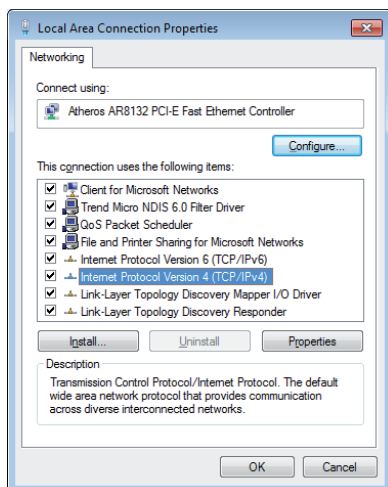 Local Area Connection Properties
Networking
Connect using:
Atheros AR8132 PCI-E Fast Ethernet Controller
Configure...
This connection uses the following items:
Client for Microsoft Networks
Trend Micro NDIS 6.0 Filter Driver
QoS Packet Scheduler
File and Printer Sharing for Microsoft Networks
Internet Protocol Version 6 (TCP/IPv6)
Internet Protocol Version 4 (TCP/IPv4)
Link-Layer Topology Discovery Mapper I/O Driver
Link-Layer Topology Discovery Responder
Install... Uninstall Properties
Description
Transmission Control Protocol/Internet Protocol. The default
wide area network protocol that provides communication
across diverse interconnected networks.
OK Cancel